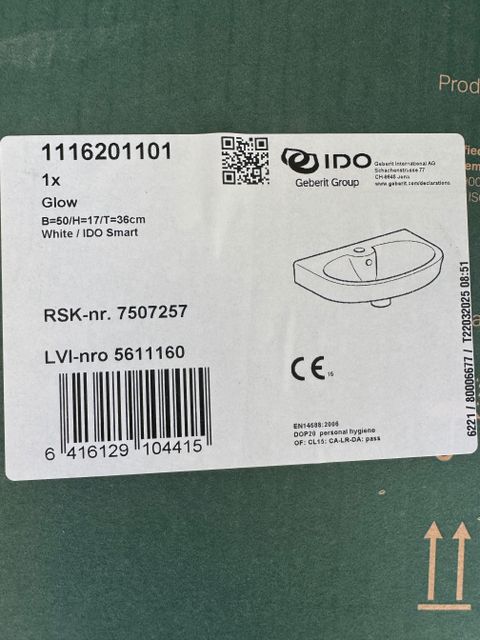 Prod
1116201101
1x
Glow
B=50/H=17/T=36cm
White / IDO Smart
IDO
Geberit Group
Geberit International AG
Schachenstrasse 77
CH-8645 Jona
www.geberit.com/declarations
RSK-nr. 7507257
LVI-nro 5611160
6 416129 104415
CE
15
EN14688:2006
DOP20 personal hygiene
OF: CL15: CA-LR-DA: pass
6221 / 80006677 / T22032025 08:51